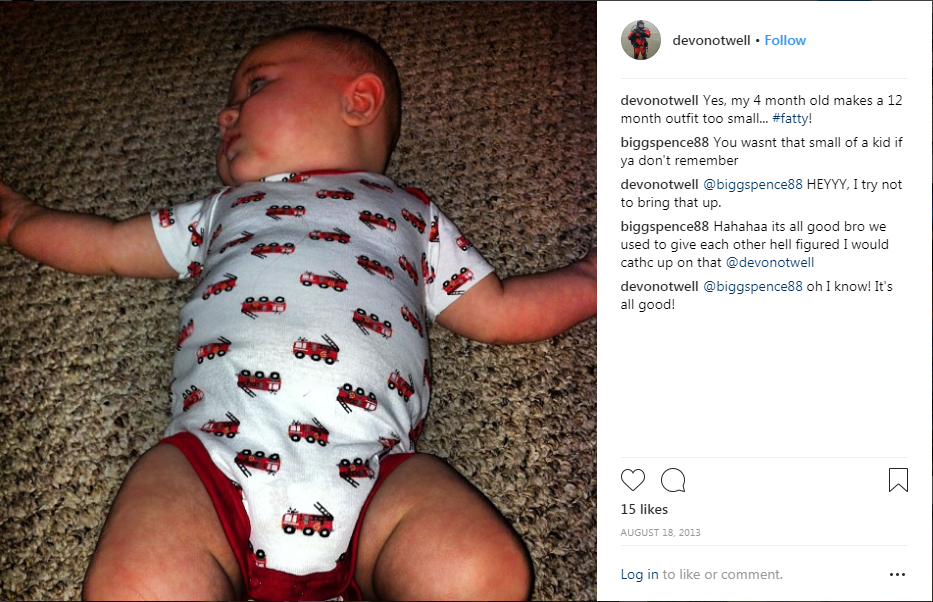 devonotwell • Follow
devonotwell Yes, my 4 month old makes a 12
month outfit too small... #fatty!
biggspence88 You wasnt that small of a kid if
ya don't remember
devonotwell @biggspence88 HEYYY, I try not
to bring that up.
biggspence88 Hahahaa its all good bro we
used to give each other hell figured I would
cathc up on that @devonotwell
devonotwell @biggspence88 oh I know! It's
all good!
15 likes
AUGUST 18, 2013
Log in to like or comment.